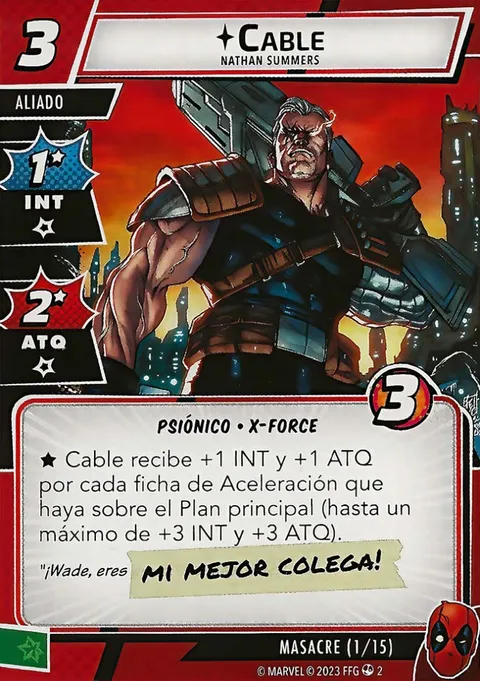 3
CABLE
NATHAN SUMMERS
ALIADO
1
INT
2
ATQ
3
PSIÓNICO • X-FORCE
★ Cable recibe +1 INT y +1 ATQ
por cada ficha de Aceleración que
haya sobre el Plan principal (hasta un
máximo de +3 INT y +3 ATQ).
"¡Wade, eres MI MEJOR COLEGA!
MASACRE (1/15)
© MARVEL © 2023 FFG 2